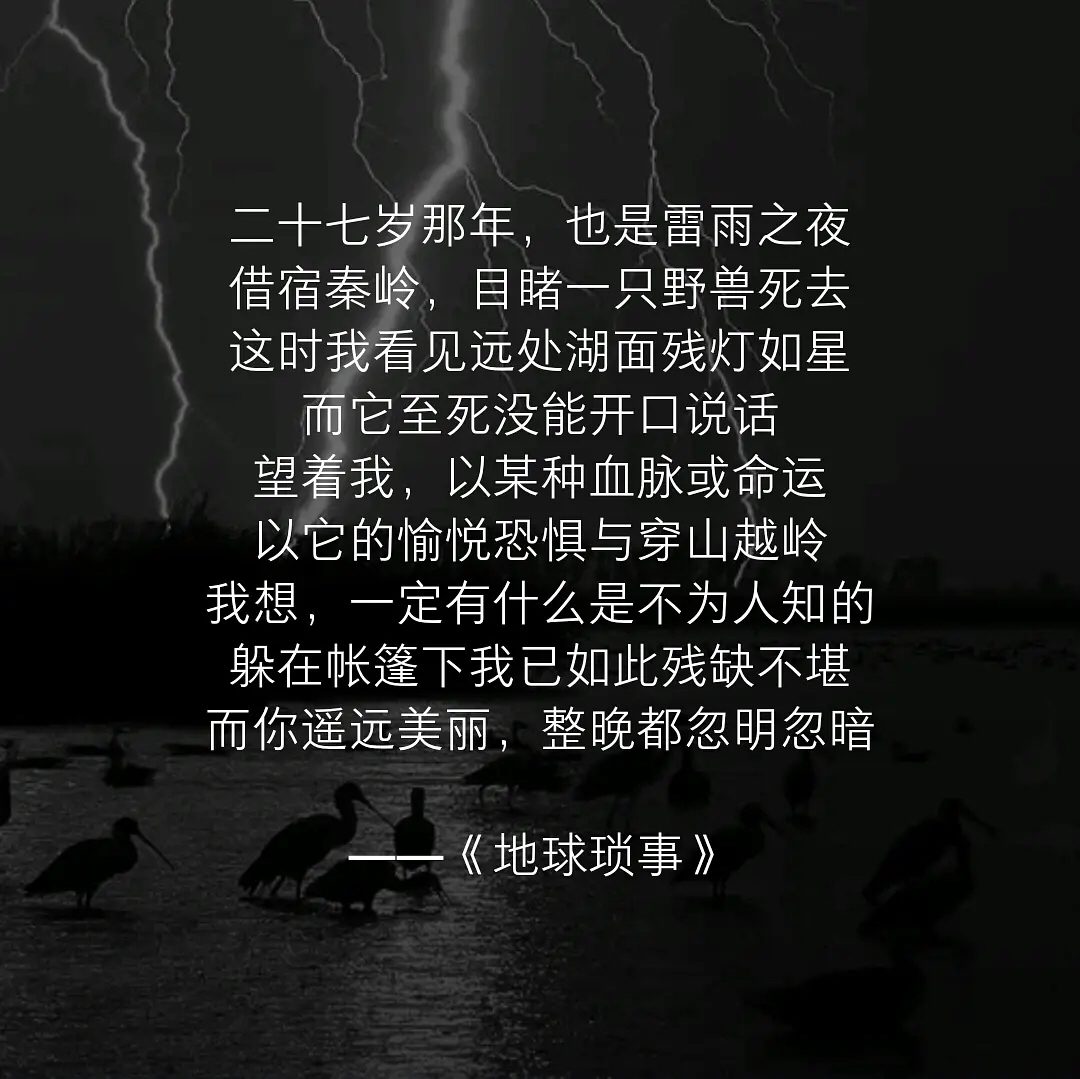 二十七岁那年，也是雷雨之夜
借宿秦岭，目睹一只野兽死去
这时我看见远处湖面残灯如星
而它至死没能开口说话
望着我，以某种血脉或命运
以它的愉悦恐惧与穿山越岭
我想，一定有什么是不为人知的
躲在帐篷下我已如此残缺不堪
而你遥远美丽，整晚都忽明忽暗
——《地球琐事》